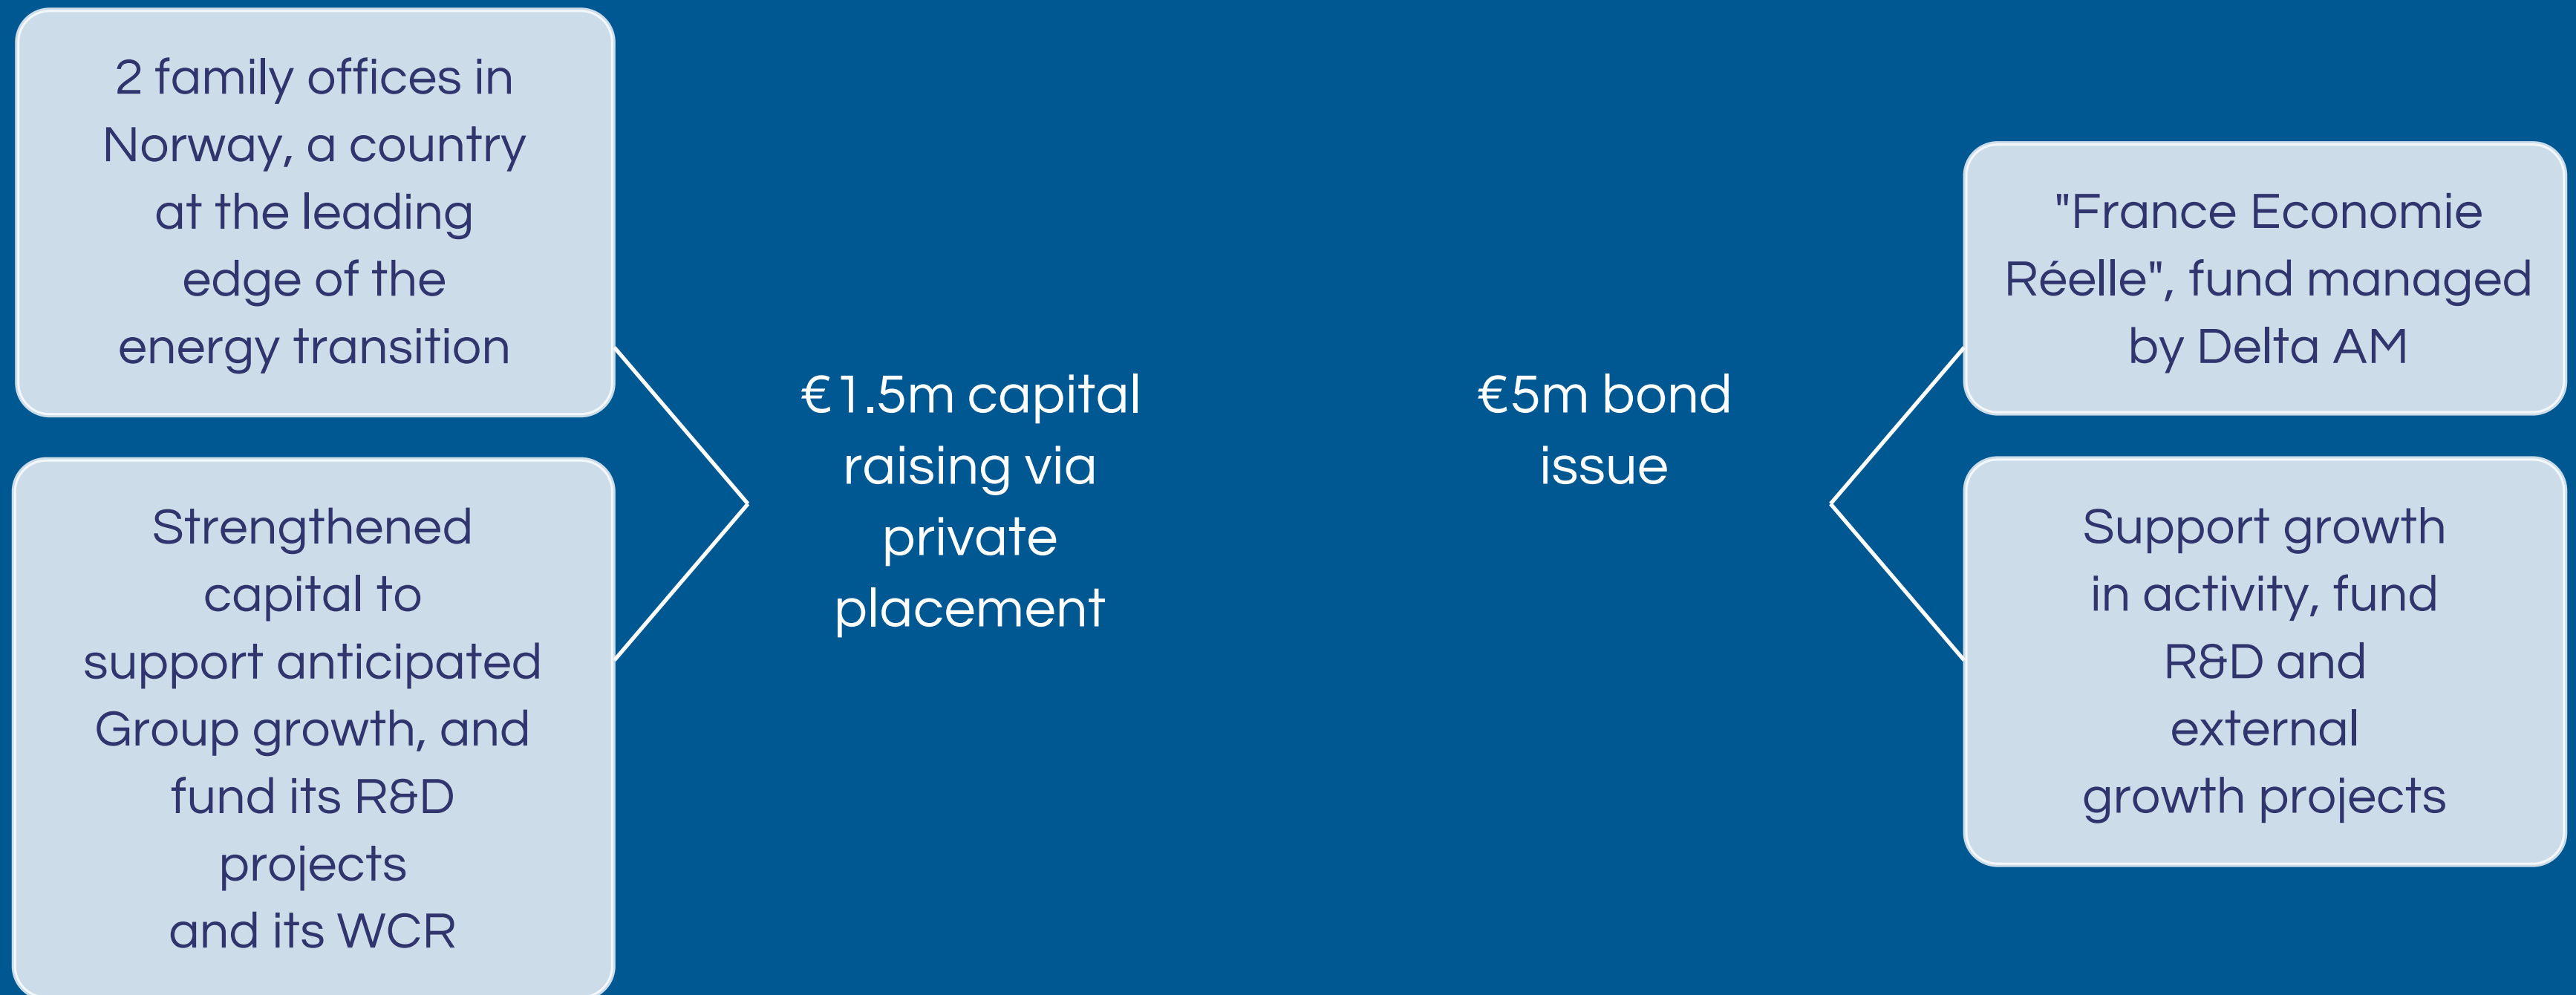 2 family offices in
Norway, a country
at the leading
edge of the
energy transition
Strengthened
capital to
support anticipated
Group growth, and
fund its R&D
projects
and its WCR
€1.5m capital
raising via
private
placement
€5m bond
issue
"France Economie
Réelle", fund managed
by Delta AM
Support growth
in activity, fund
R&D and
external
growth projects